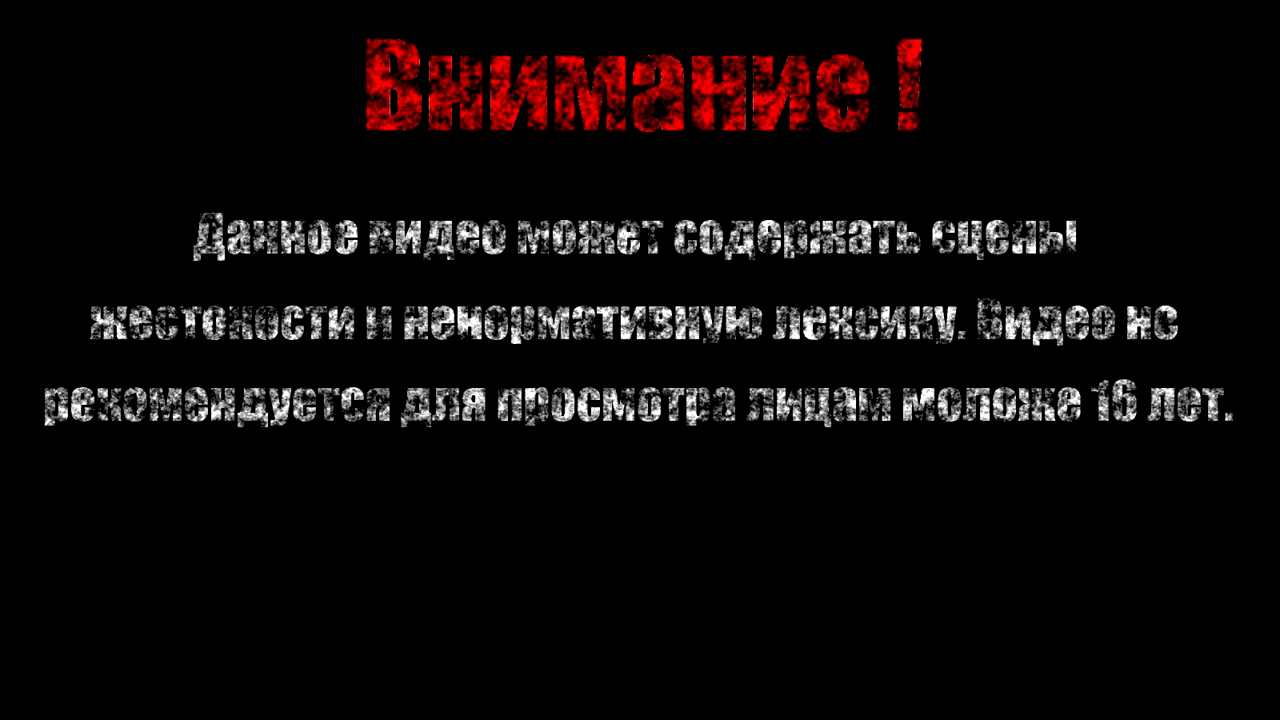 Внимание !
Данное видео может содержать сцены
жестокости и ненормативную лексику. Видео не
рекомендуется для просмотра лицам моложе 16 лет.